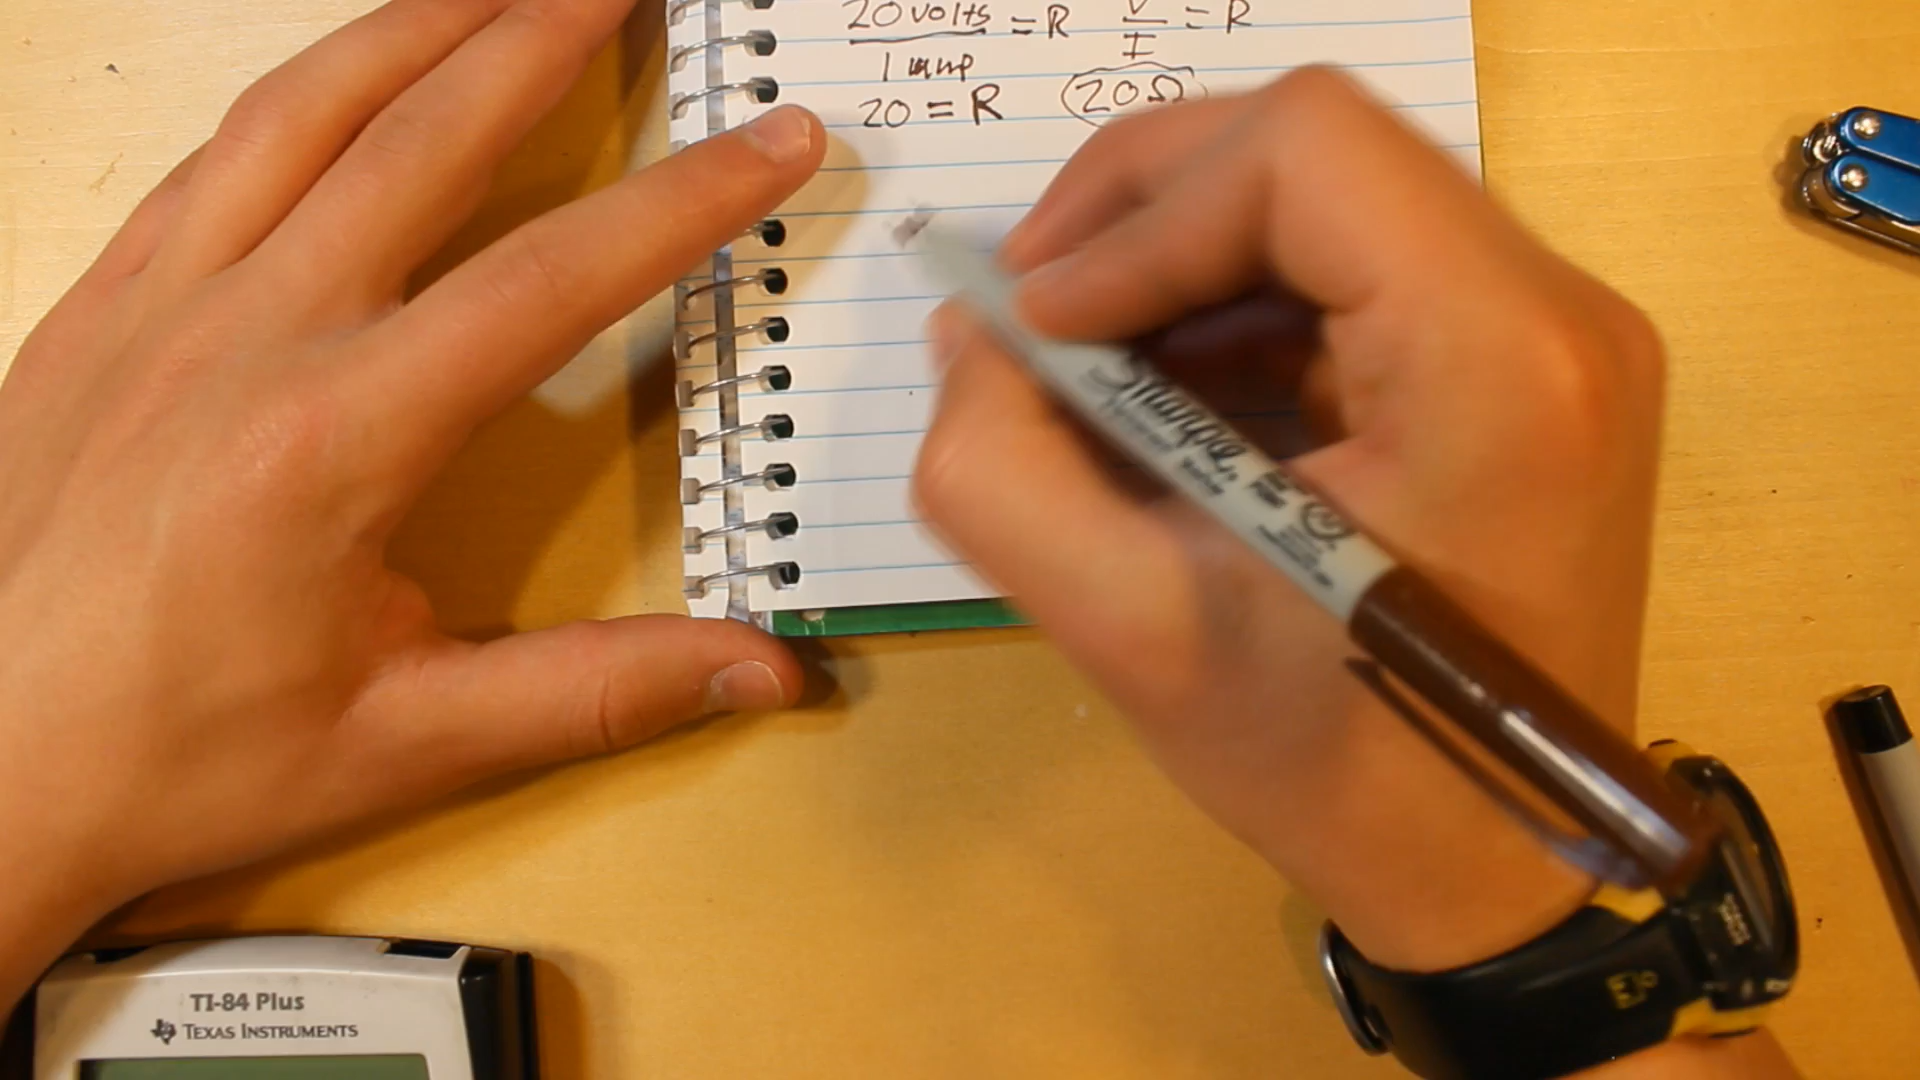 20 volts = R V/I = R
1 amp
20 = R 20Ω
Sharpie
TI-84 Plus
TEXAS INSTRUMENTS